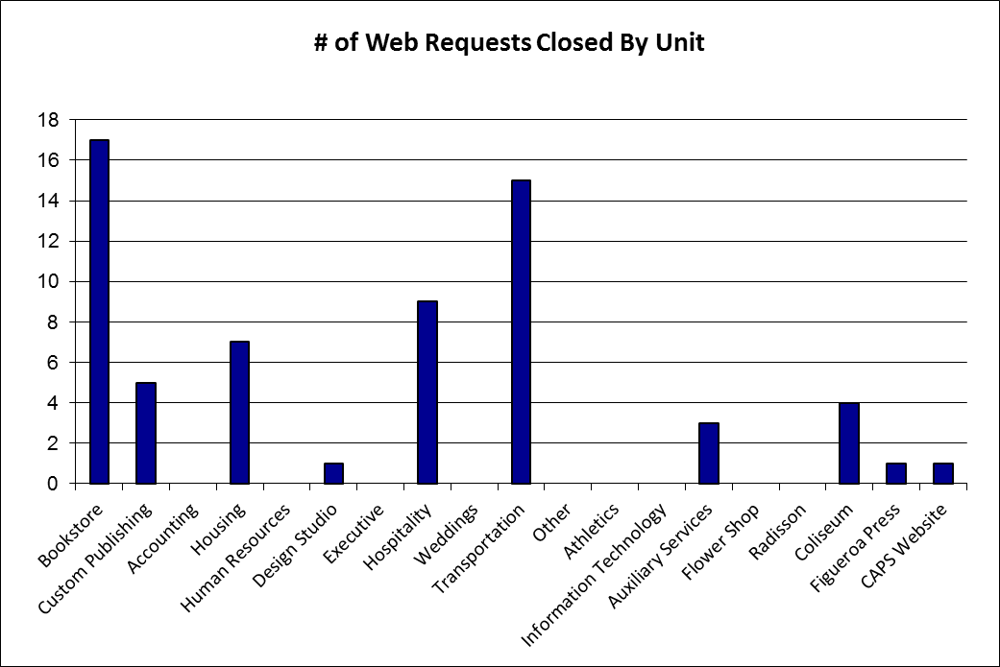 # of Web Requests Closed By Unit
18
16
14
12
10
8
6
4
2
0
Bookstore
Custom Publishing
Accounting
Housing
Human Resources
Design Studio
Executive
Hospitality
Weddings
Transportation
Other
Athletics
Information Technology
Auxiliary Services
Flower Shop
Radisson
Coliseum
Figueroa Press
CAPS Website